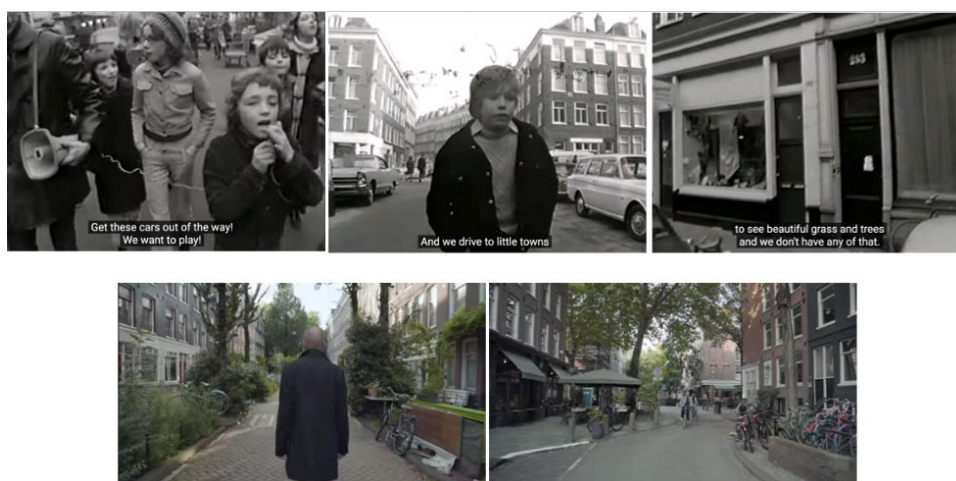 Get these cars out of the way!
We want to play!
And we drive to little towns
to see beautiful grass and trees
and we don't have any of that.